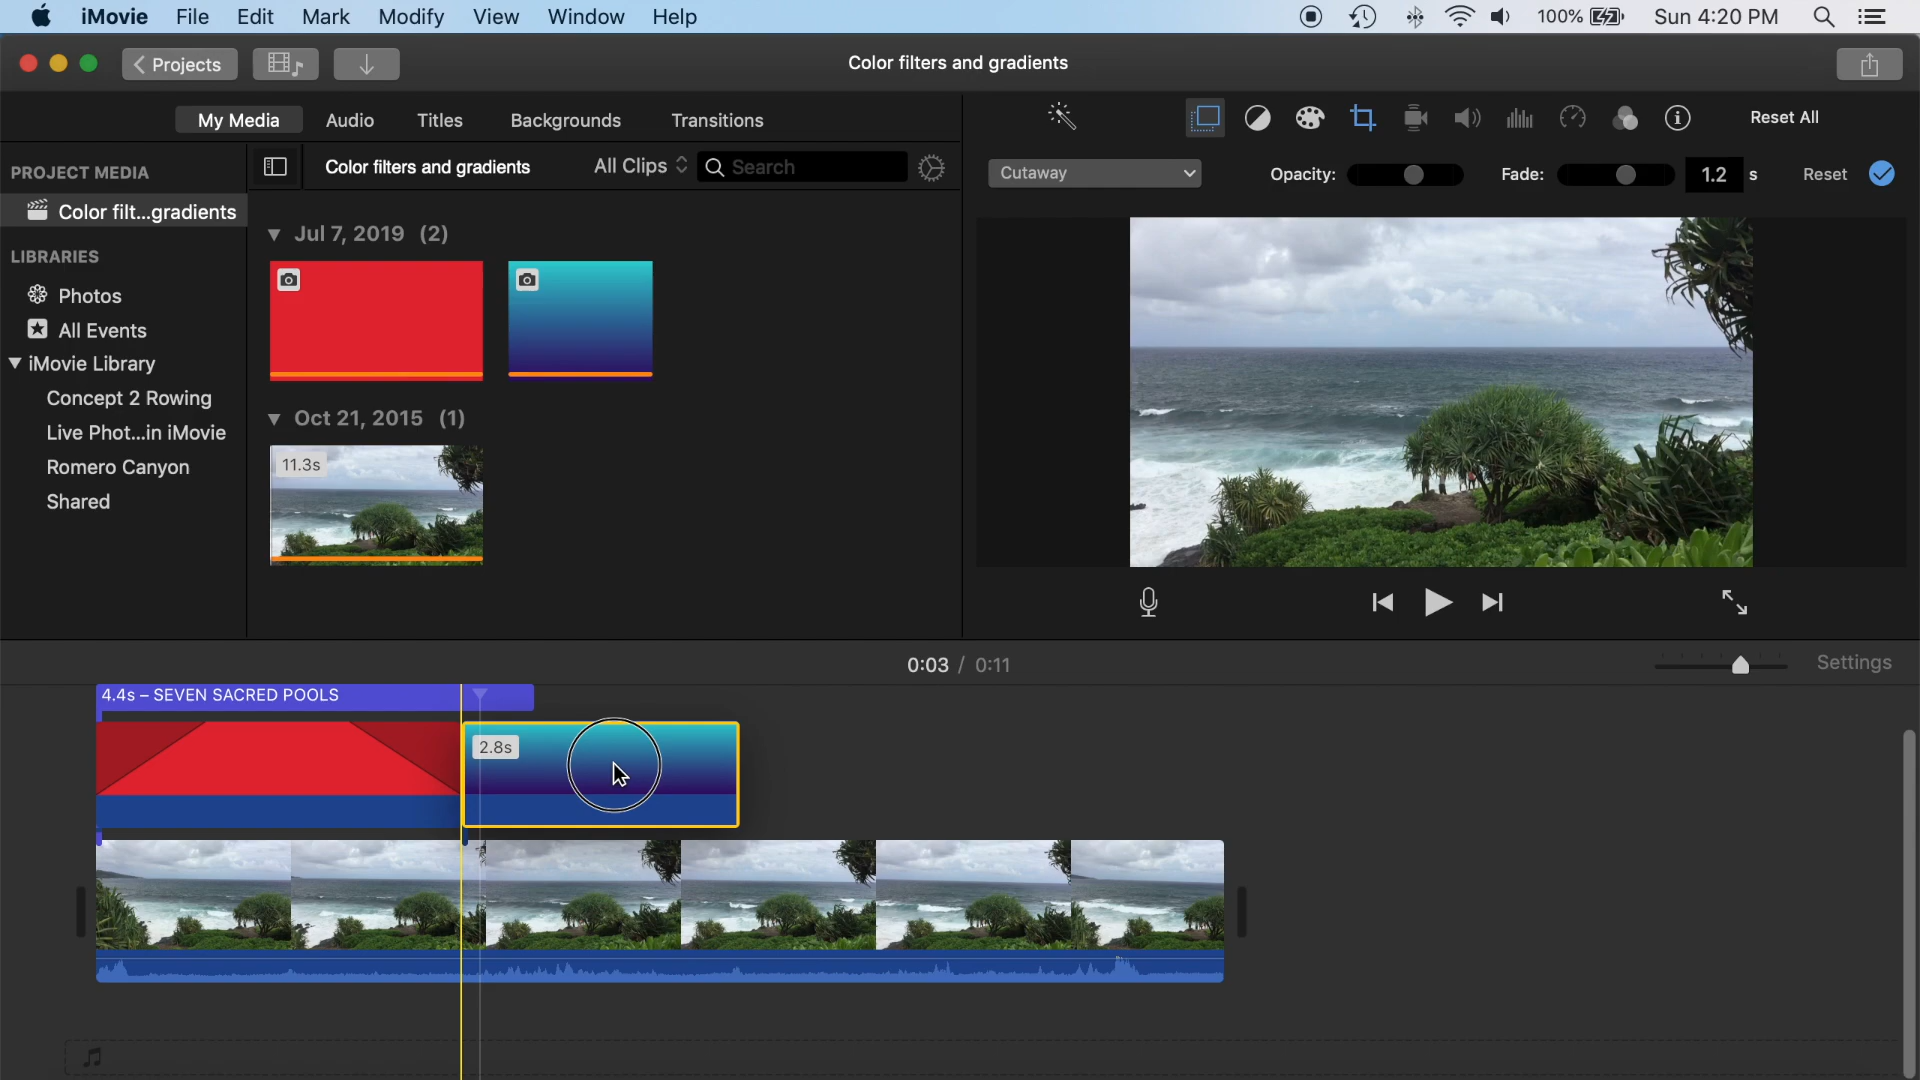 iMovie File Edit Mark Modify View Window Help 100% Sun 4:20 PM
Projects Color filters and gradients
My Media Audio Titles Backgrounds Transitions Reset All
PROJECT MEDIA
Color filt...gradients
LIBRARIES
Photos
All Events
iMovie Library
Concept 2 Rowing
Live Phot...in iMovie
Romero Canyon
Shared
Color filters and gradients All Clips Search
Jul 7, 2019 (2)
Oct 21, 2015 (1)
11.3s
Cutaway Opacity: Fade: 1.2 s Reset
0:03 / 0:11 Settings
4.4s – SEVEN SACRED POOLS
2.8s